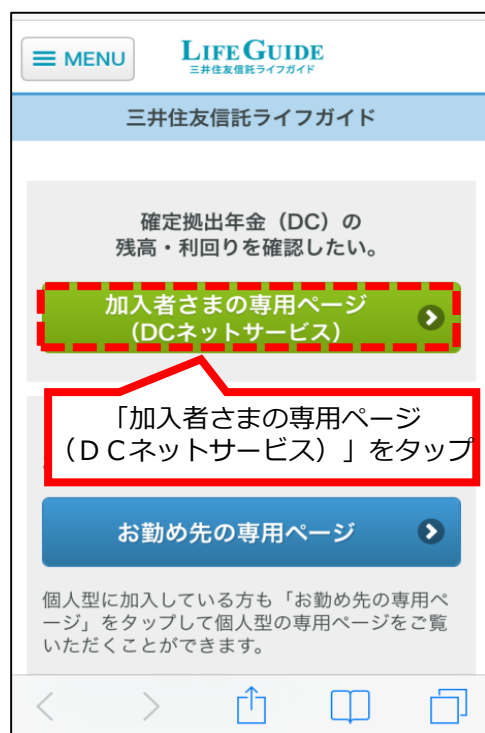 MENU
LIFE GUIDE
三井住友信託ライフガイド
三井住友信託ライフガイド
確定拠出年金（DC）の
残高・利回りを確認したい。
加入者さまの専用ページ
（DCネットサービス）
「加入者さまの専用ページ
（ＤＣネットサービス）」をタップ
お勤め先の専用ページ
個人型に加入している方も「お勤め先の専用ペ
ージ」をタップして個人型の専用ページをご覧
いただくことができます。